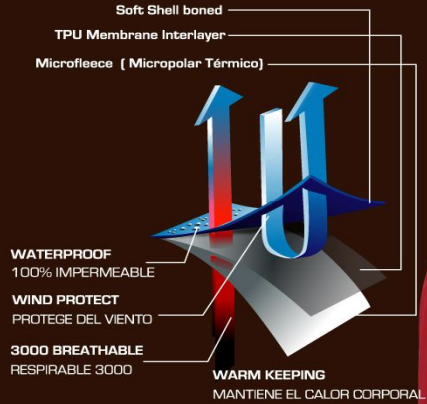 Soft Shell boned
TPU Membrane Interlayer
Microfleece ( Micropolar Térmico)
WATERPROOF
100% IMPERMEABLE
WIND PROTECT
PROTEGE DEL VIENTO
3000 BREATHABLE
RESPIRABLE 3000
WARM KEEPING
MANTIENE EL CALOR CORPORAL